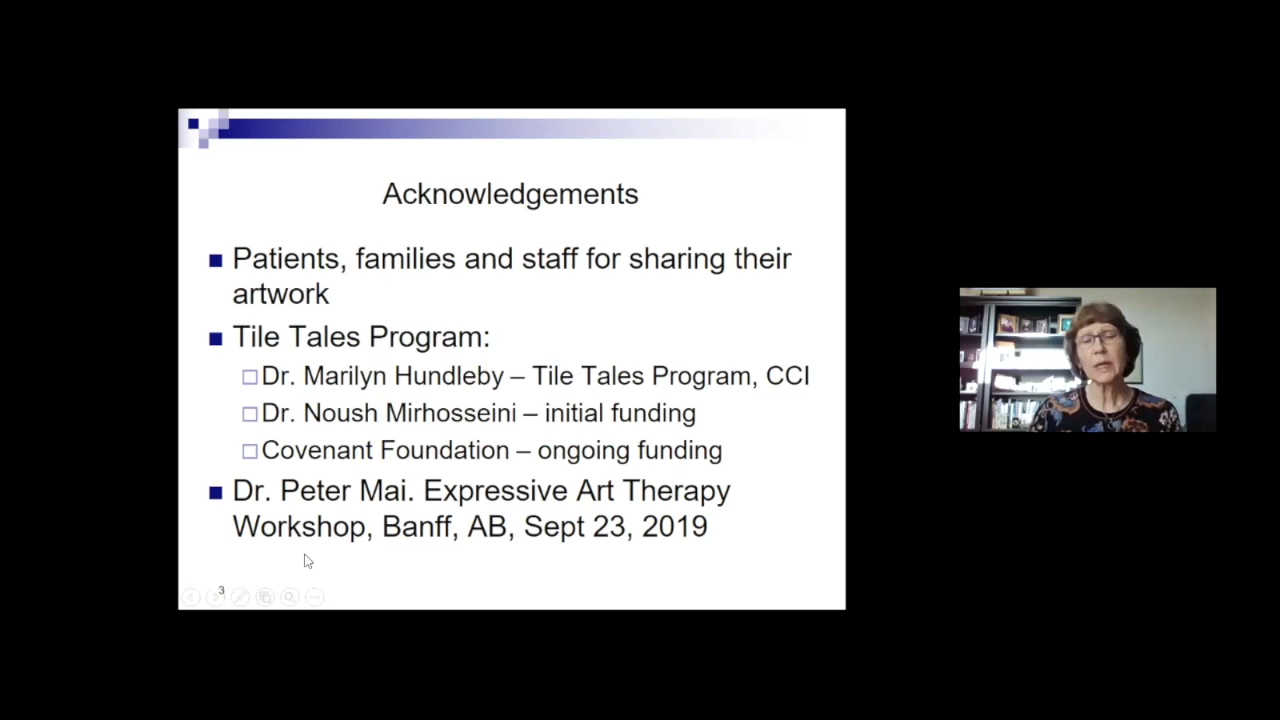 Acknowledgements
Patients, families and staff for sharing their
artwork
Tile Tales Program:
Dr. Marilyn Hundleby – Tile Tales Program, CCI
Dr. Noush Mirhosseini – initial funding
Covenant Foundation – ongoing funding
Dr. Peter Mai. Expressive Art Therapy
Workshop, Banff, AB, Sept 23, 2019
3